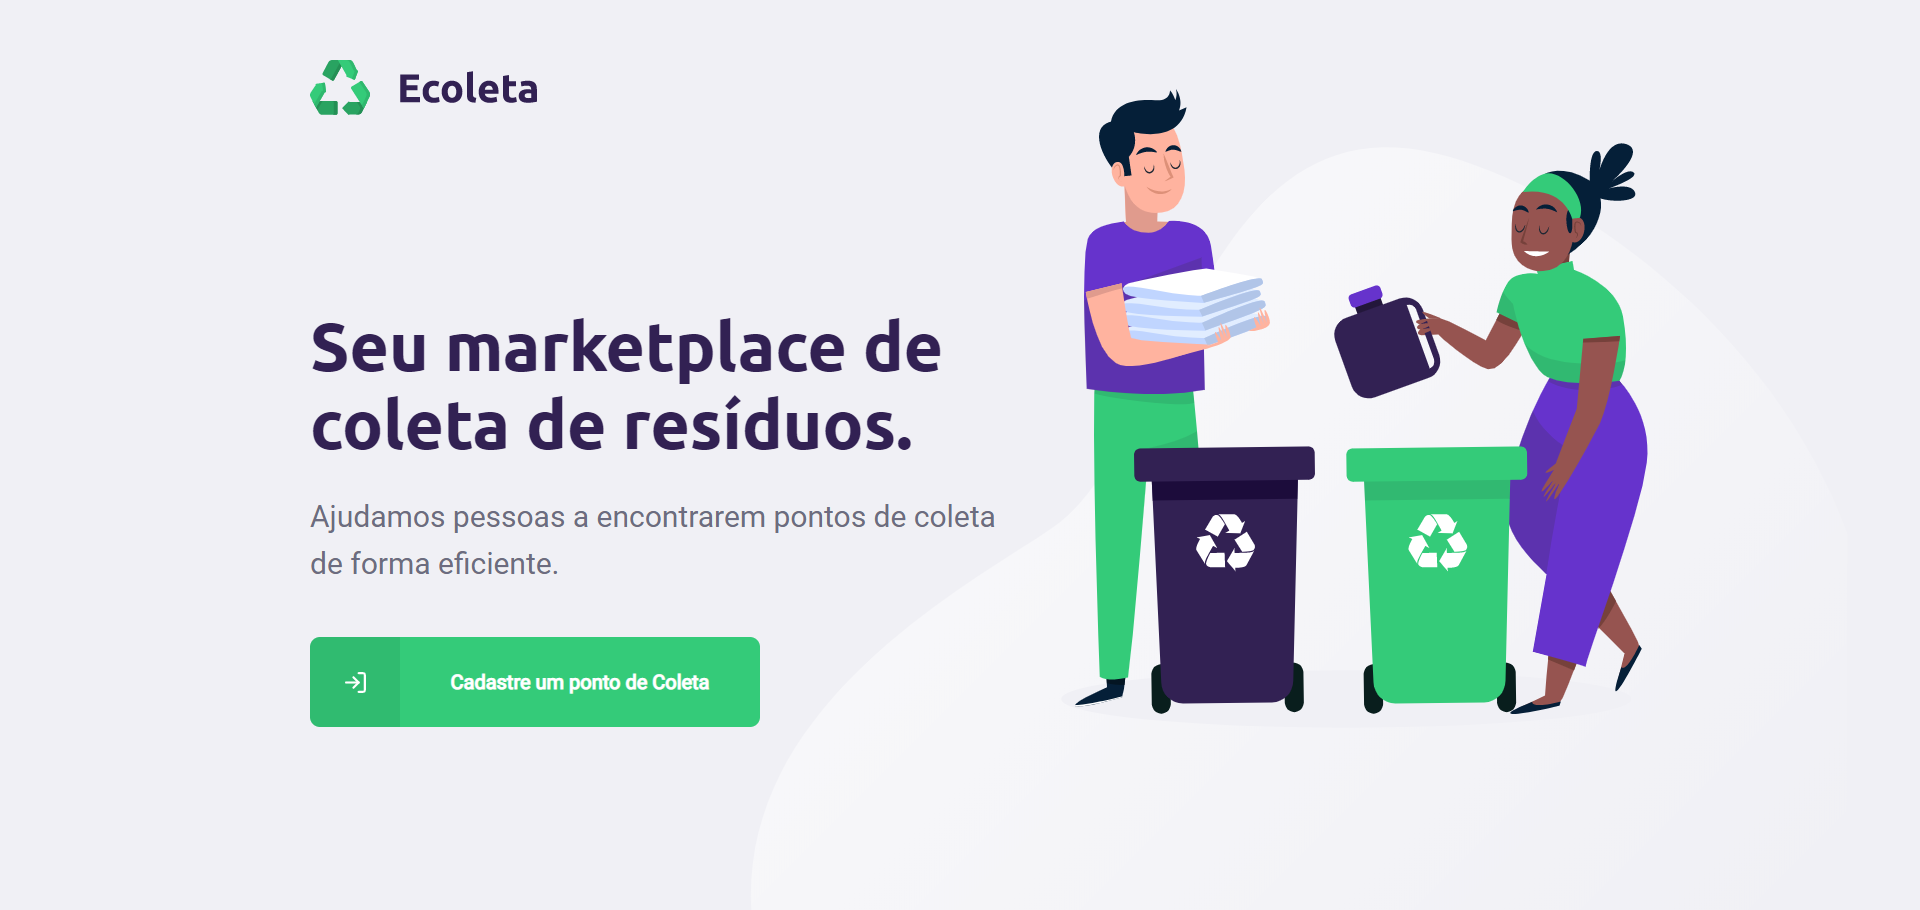 Ecoleta
Seu marketplace de
coleta de resíduos.
Ajudamos pessoas a encontrarem pontos de coleta
de forma eficiente.
Cadastre um ponto de Coleta